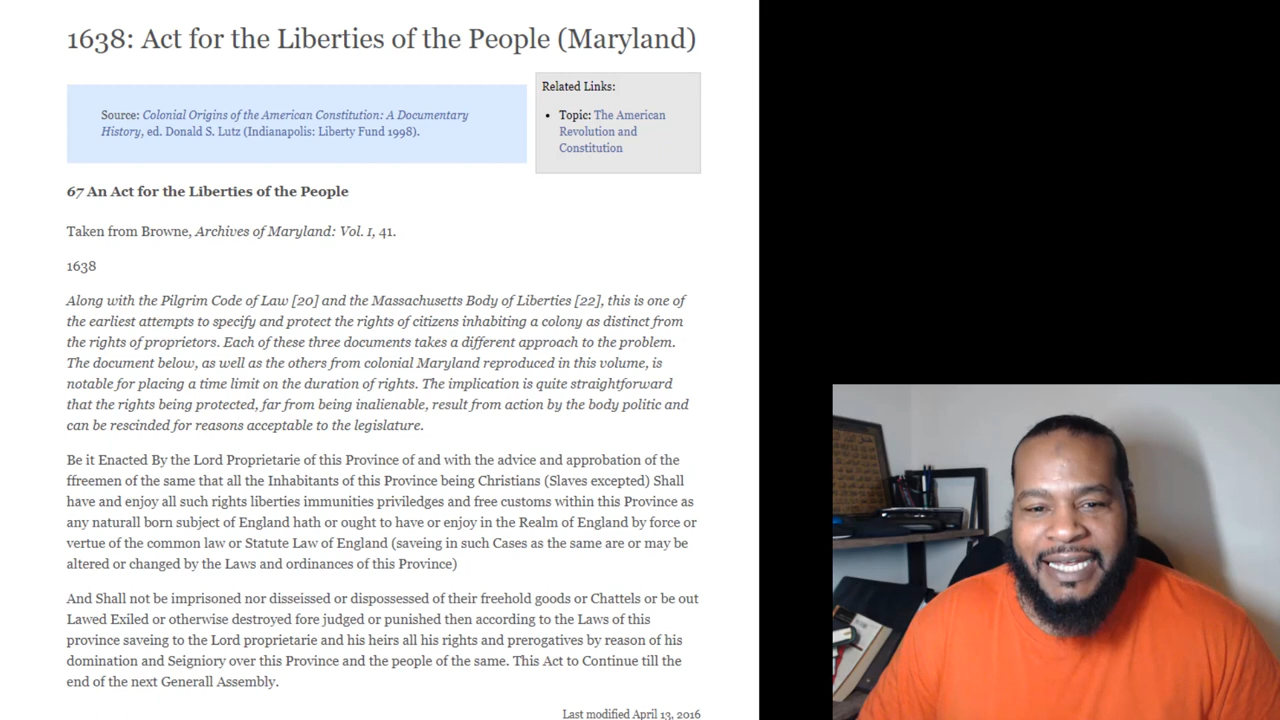 1638: Act for the Liberties of the People (Maryland)
Source: Colonial Origins of the American Constitution: A Documentary
History, ed. Donald S. Lutz (Indianapolis: Liberty Fund 1998).
Related Links:
• Topic: The American
Revolution and
Constitution
67 An Act for the Liberties of the People
Taken from Browne, Archives of Maryland: Vol. 1, 41.
1638
Along with the Pilgrim Code of Law [20] and the Massachusetts Body of Liberties [22], this is one of
the earliest attempts to specify and protect the rights of citizens inhabiting a colony as distinct from
the rights of proprietors. Each of these three documents takes a different approach to the problem.
The document below, as well as the others from colonial Maryland reproduced in this volume, is
notable for placing a time limit on the duration of rights. The implication is quite straightforward
that the rights being protected, far from being inalienable, result from action by the body politic and
can be rescinded for reasons acceptable to the legislature.
Be it Enacted By the Lord Proprietarie of this Province of and with the advice and approbation of the
ffreemen of the same that all the Inhabitants of this Province being Christians (Slaves excepted) Shall
have and enjoy all such rights liberties immunities priviledges and free customs within this Province as
any naturall born subject of England hath or ought to have or enjoy in the Realm of England by force or
vertue of the common law or Statute Law of England (saveing in such Cases as the same are or may be
altered or changed by the Laws and ordinances of this Province)
And Shall not be imprisoned nor disseissed or dispossessed of their freehold goods or Chattels or be out
Lawed Exiled or otherwise destroyed fore judged or punished then according to the Laws of this
province saveing to the Lord proprietarie and his heirs all his rights and prerogatives by reason of his
domination and Seigniory over this Province and the people of the same. This Act to Continue till the
end of the next Generall Assembly.
Last modified April 13, 2016